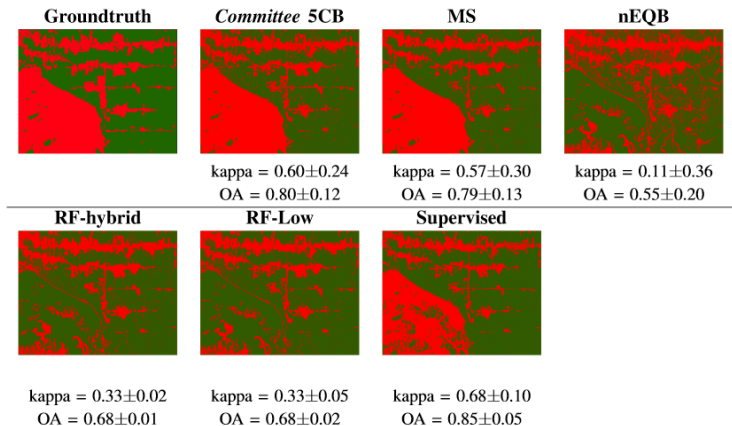 Groundtruth Committee 5CB MS nEQB
kappa = 0.60±0.24 kappa = 0.57±0.30 kappa = 0.11±0.36
OA = 0.80±0.12 OA = 0.79±0.13 OA = 0.55±0.20
RF-hybrid RF-Low Supervised
kappa = 0.33±0.02 kappa = 0.33±0.05 kappa = 0.68±0.10
OA = 0.68±0.01 OA = 0.68±0.02 OA = 0.85±0.05